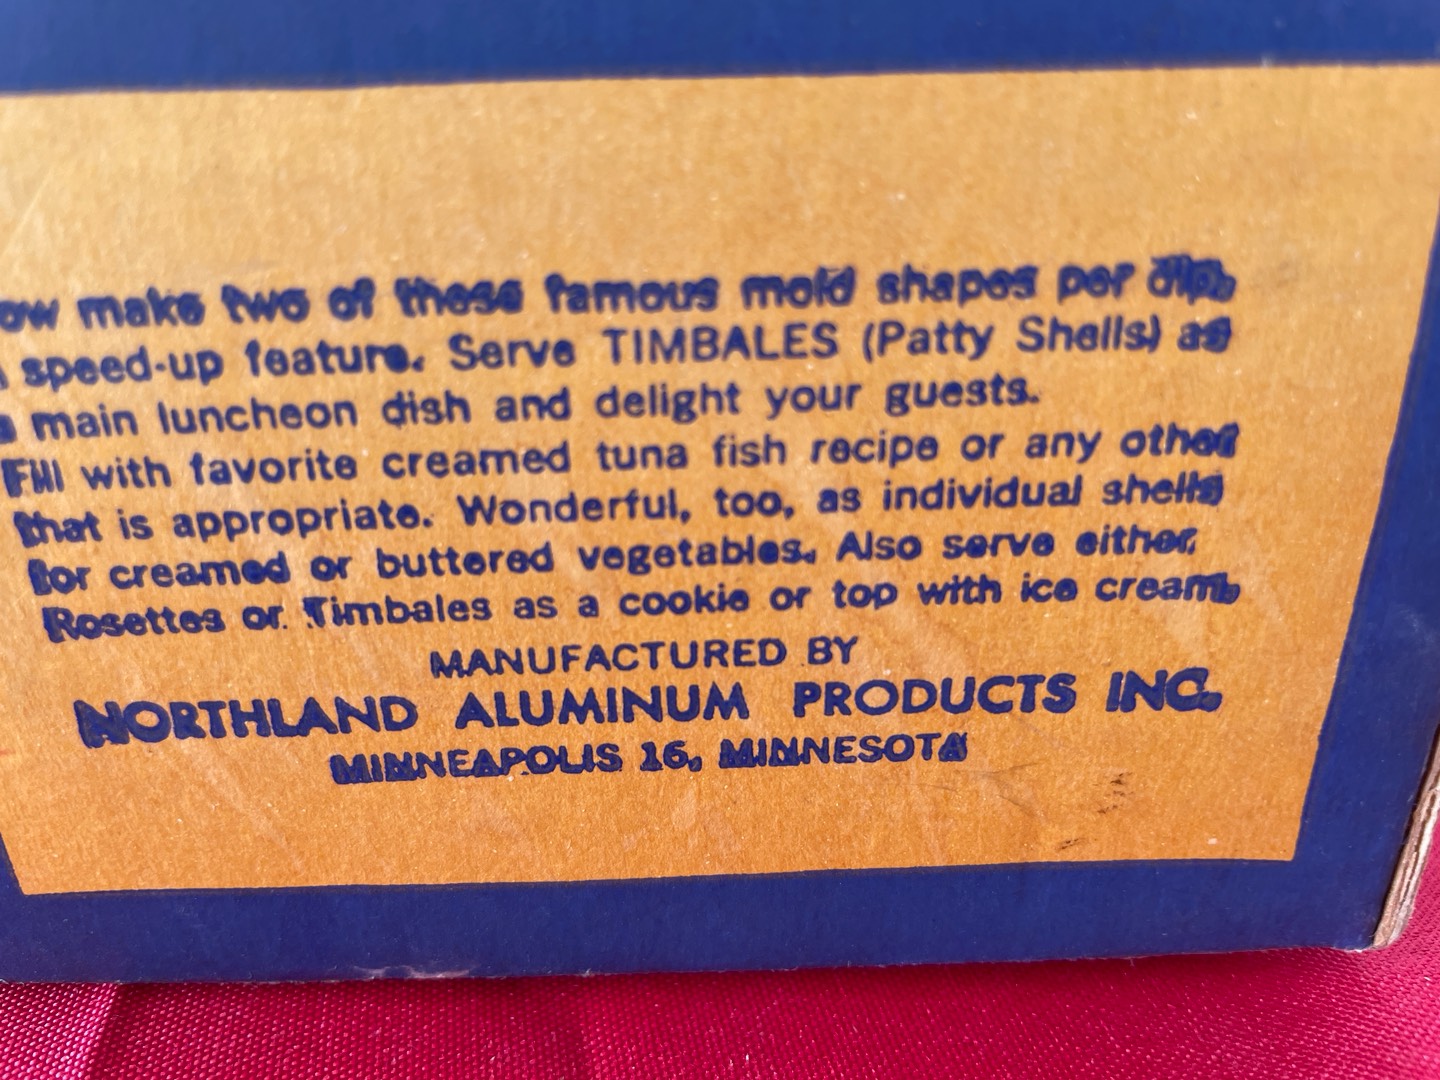 ow make two of these famous mold shapes per dip,
speed-up feature. Serve TIMBALES (Patty Shells) as
a main luncheon dish and delight your guests.
Fill with favorite creamed tuna fish recipe or any other
that is appropriate. Wonderful, too, as individual shells
for creamed or buttered vegetables. Also serve either,
Rosettes or Timbales as a cookie or top with ice cream.
MANUFACTURED BY
NORTHLAND ALUMINUM PRODUCTS INC.
MINNEAPOLIS 16, MINNESOTA